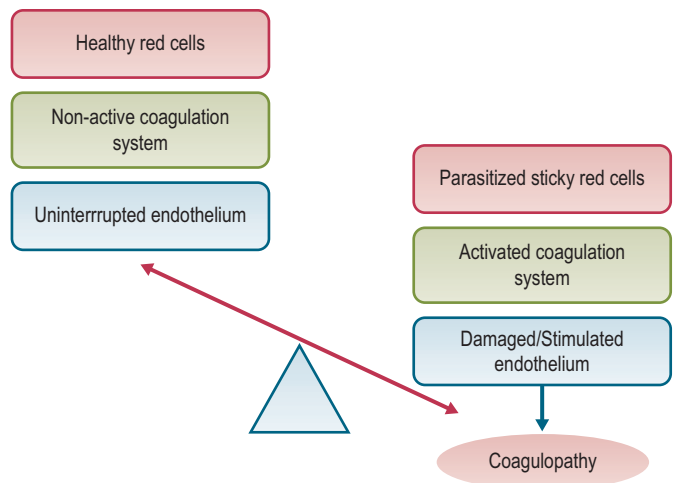 Healthy red cells
Non-active coagulation
system
Uninterrrupted endothelium
Parasitized sticky red cells
Activated coagulation
system
Damaged/Stimulated
endothelium
Coagulopathy